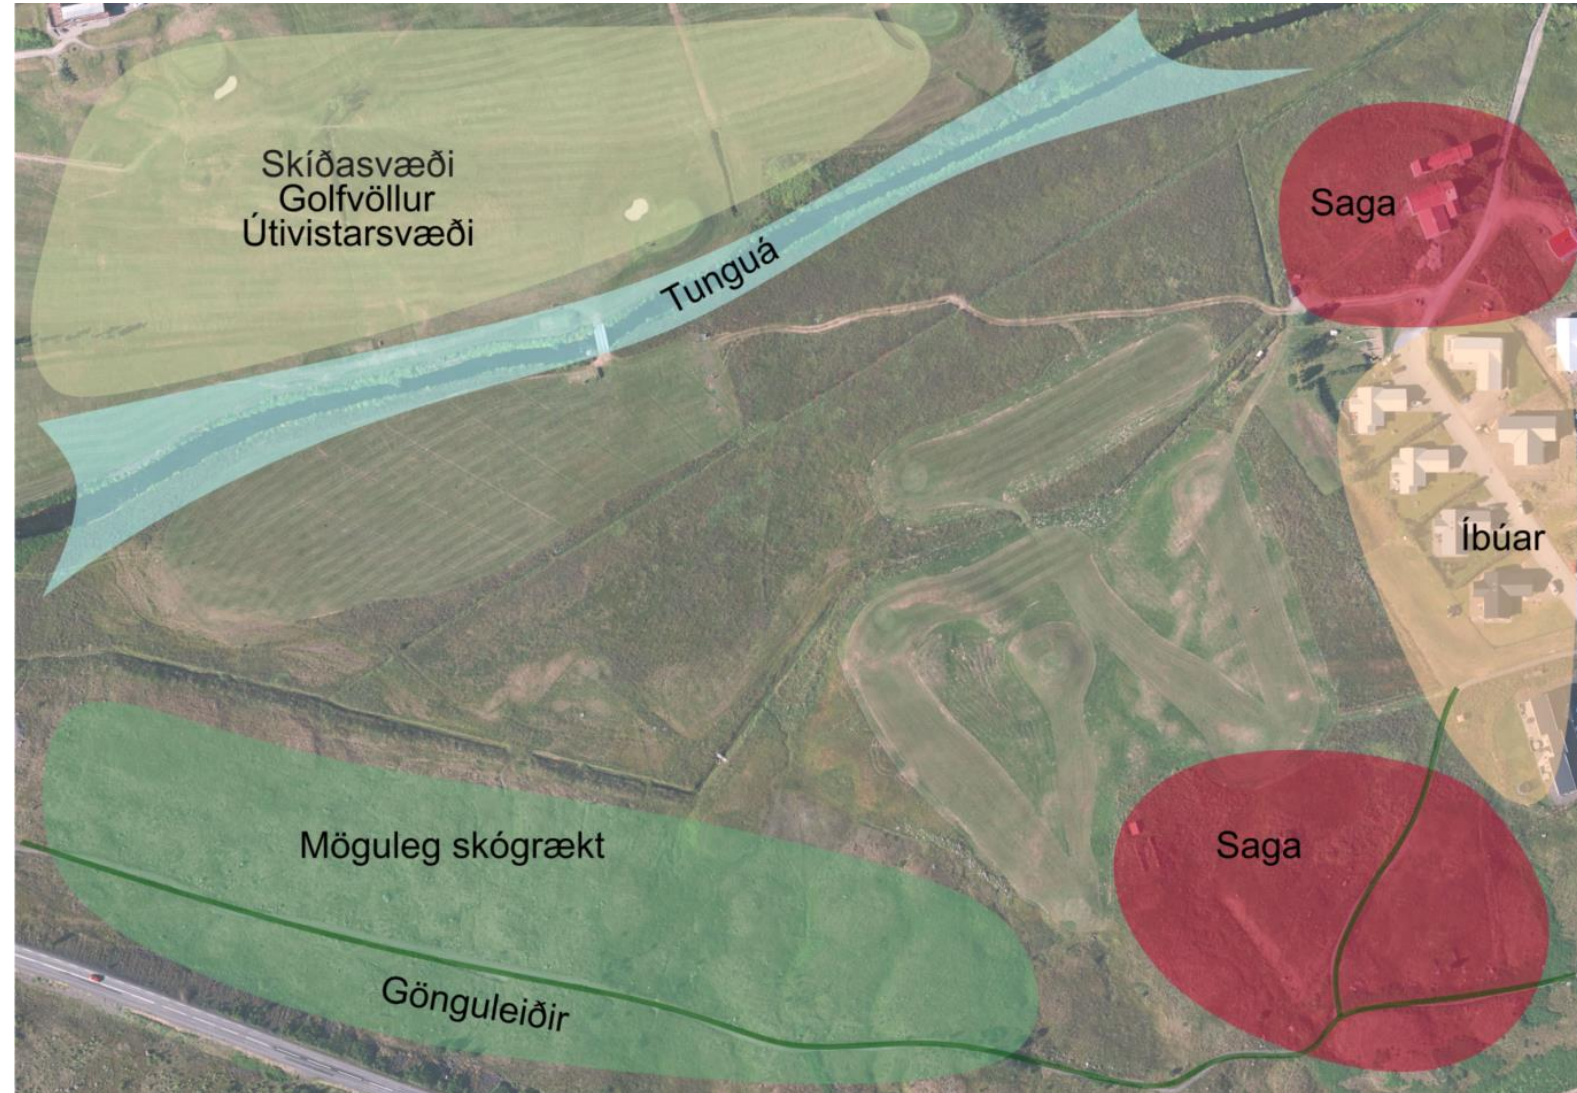 Skíðasvæði
Golfvöllur
Útivistarsvæði
Saga
Tunguá
Íbúar
Möguleg skógrækt
Saga
Gönguleiðir